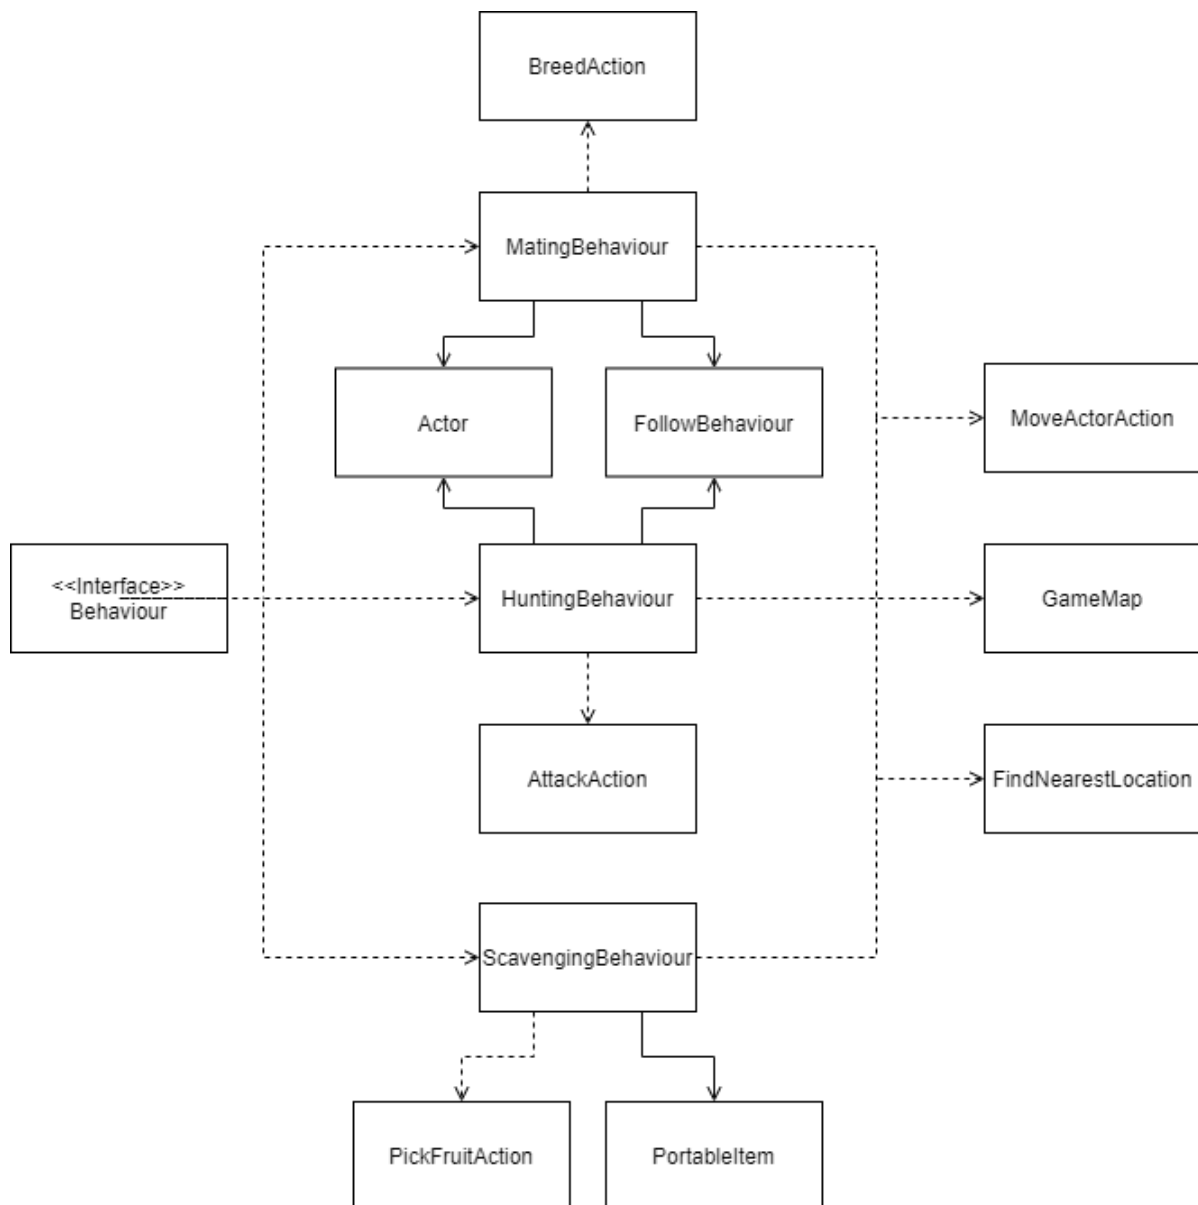 BreedAction
MatingBehaviour
Actor
FollowBehaviour
MoveActorAction
<<Interface>>
Behaviour
HuntingBehaviour
GameMap
AttackAction
FindNearestLocation
ScavengingBehaviour
PickFruitAction
PortableItem